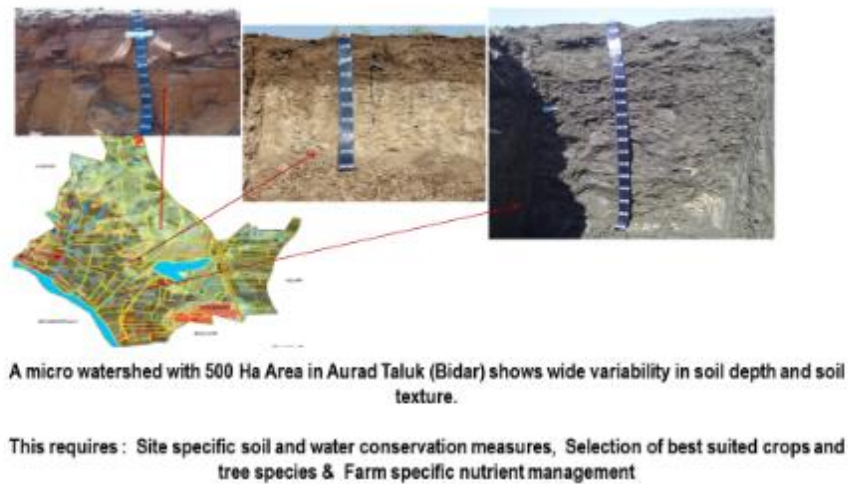 A micro watershed with 500 Ha Area in Aurad Taluk (Bidar) shows wide variability in soil depth and soil
texture.
This requires : Site specific soil and water conservation measures, Selection of best suited crops and
tree species & Farm specific nutrient management